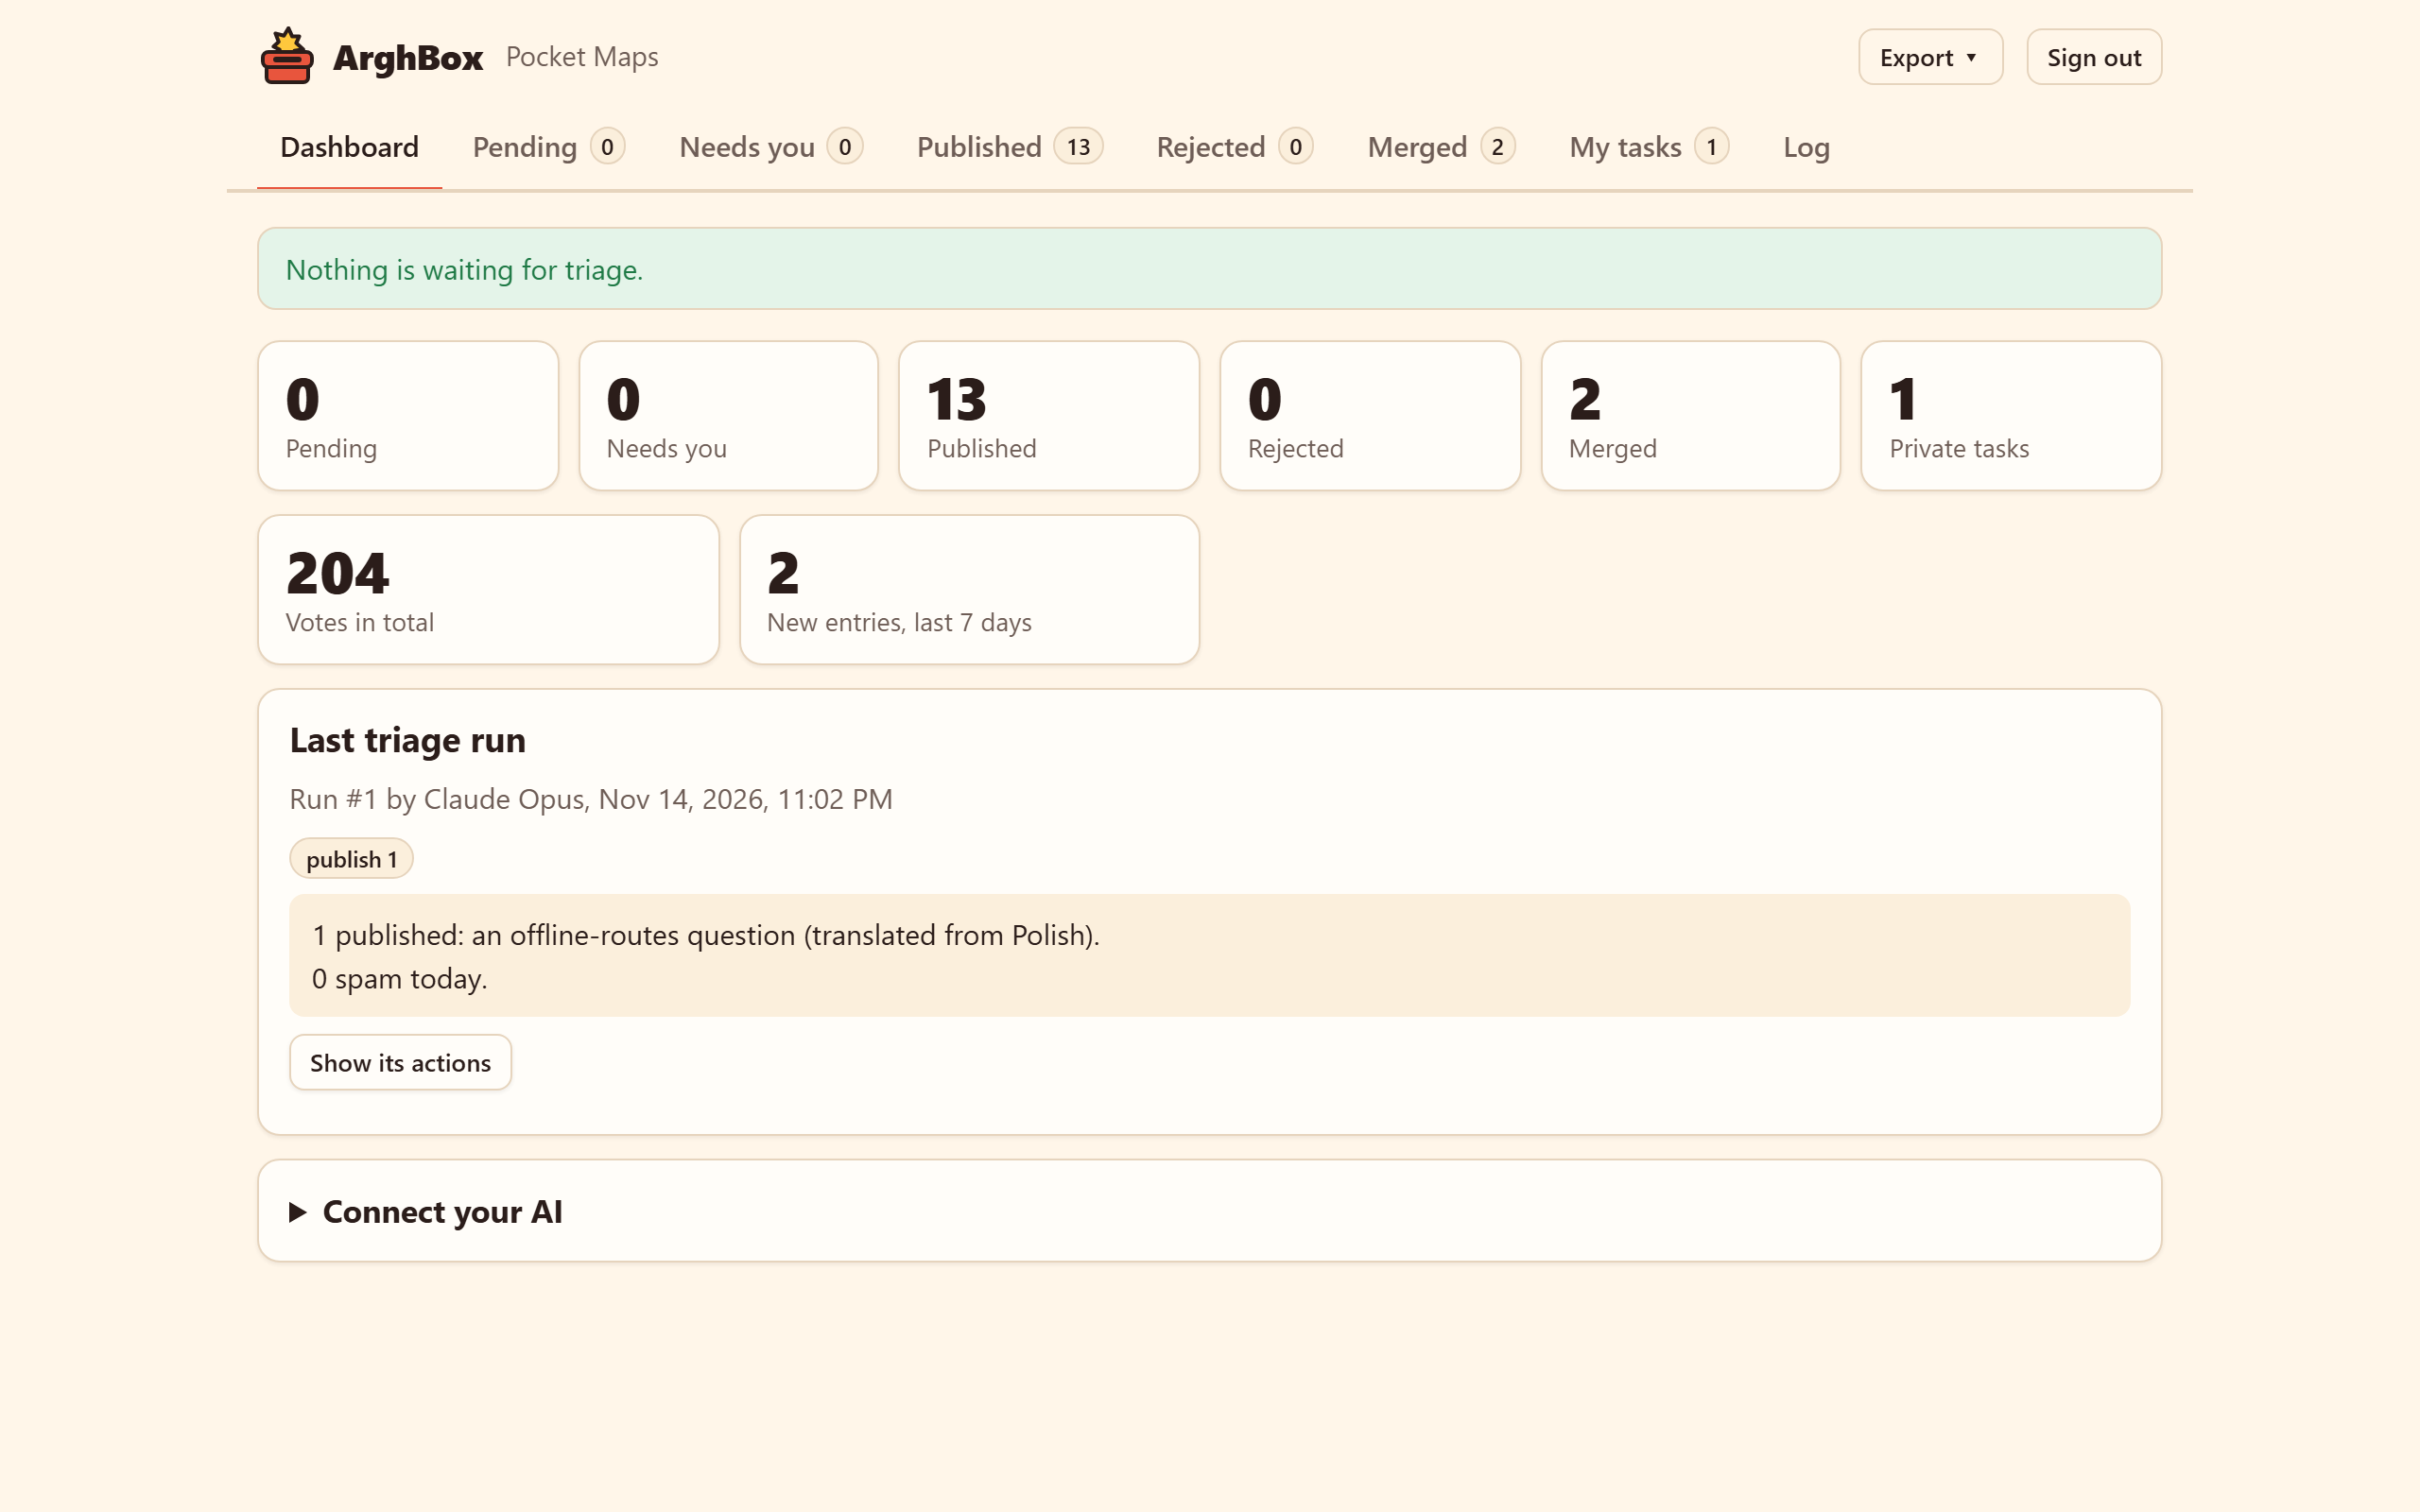 ArghBox Pocket Maps
Export ▼
Sign out
Dashboard
Pending 0
Needs you 0
Published 13
Rejected 0
Merged 2
My tasks 1
Log
Nothing is waiting for triage.
0
Pending
0
Needs you
13
Published
0
Rejected
2
Merged
1
Private tasks
204
Votes in total
2
New entries, last 7 days
Last triage run
Run #1 by Claude Opus, Nov 14, 2026, 11:02 PM
publish 1
1 published: an offline-routes question (translated from Polish).
0 spam today.
Show its actions
▶ Connect your AI